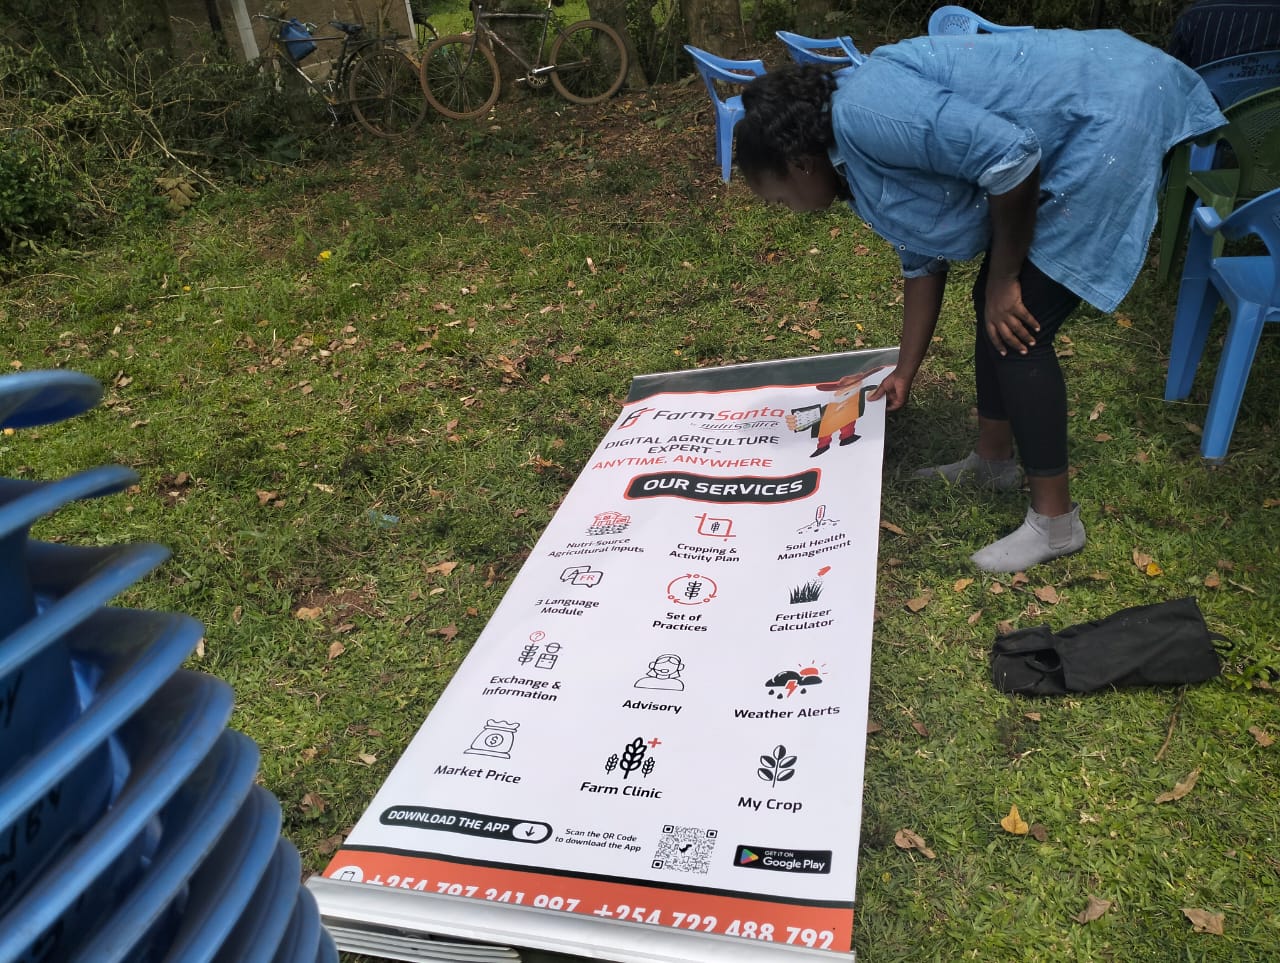 FarmSanta
by nutriSource
DIGITAL AGRICULTURE
EXPERT -
ANYTIME, ANYWHERE
OUR SERVICES
Nutri-Source
Agricultural Inputs
Cropping &
Activity Plan
Soil Health
Management
A FR
3 Language
Module
Set of
Practices
Fertilizer
Calculator
Exchange &
Information
Advisory
Weather Alerts
Market Price
Farm Clinic
My Crop
DOWNLOAD THE APP
Scan the QR Code
to download the App
GET IT ON
Google Play
+254 797 341 997 +254 722 488 792